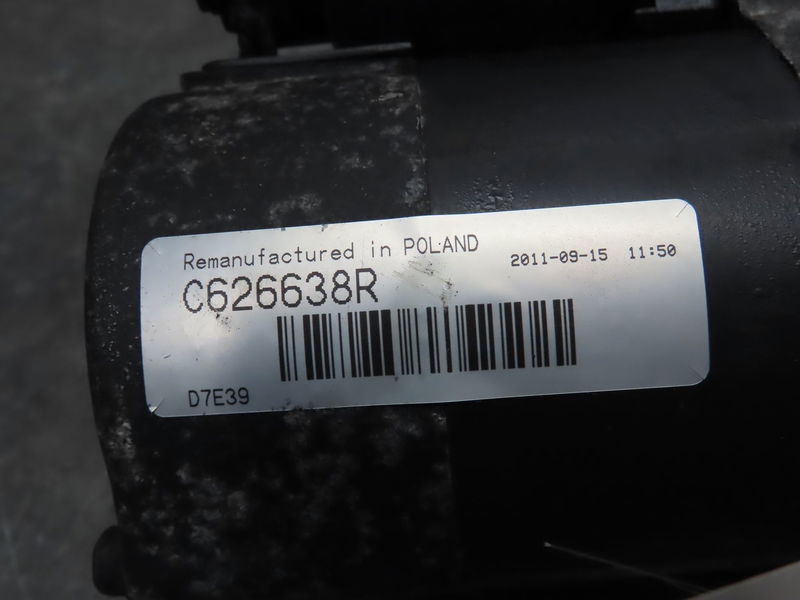 Remanufactured in POLAND
2011-09-15 11:50
C626638R
D7E39